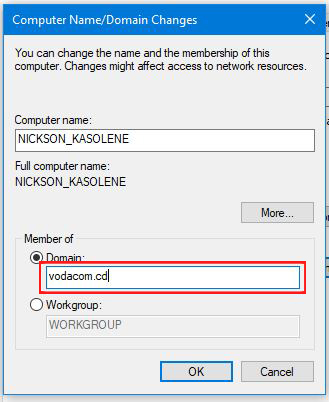 Computer Name/Domain Changes
You can change the name and the membership of this
computer. Changes might affect access to network resources.
Computer name:
NICKSON_KASOLENE
Full computer name:
NICKSON_KASOLENE
More...
Member of
Domain:
vodacom.cd
Workgroup:
WORKGROUP
OK Cancel